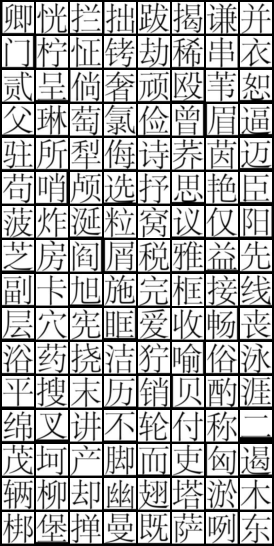 卿恍拦拙跋揭谦并
门柠怔铐劫稀串衣
贰呈倘奢顽殴苇恕
父琳萄氯俭曾眉逼
驻所犁侮诗荞茵迈
苟哨颅选抒思艳臣
菠炸涎粒窝议仅阳
芝房阎屑税雅益先
副卡旭施完框接线
层穴宪眶爱收畅丧
浴药挠洁狞喻俗泳
平搜末历销贝酌涯
绵叉讲不轮付称二
茂坷产脚而吏匈遏
辆柳却幽翅塔淤木
梆堡掸曼既萨咧东